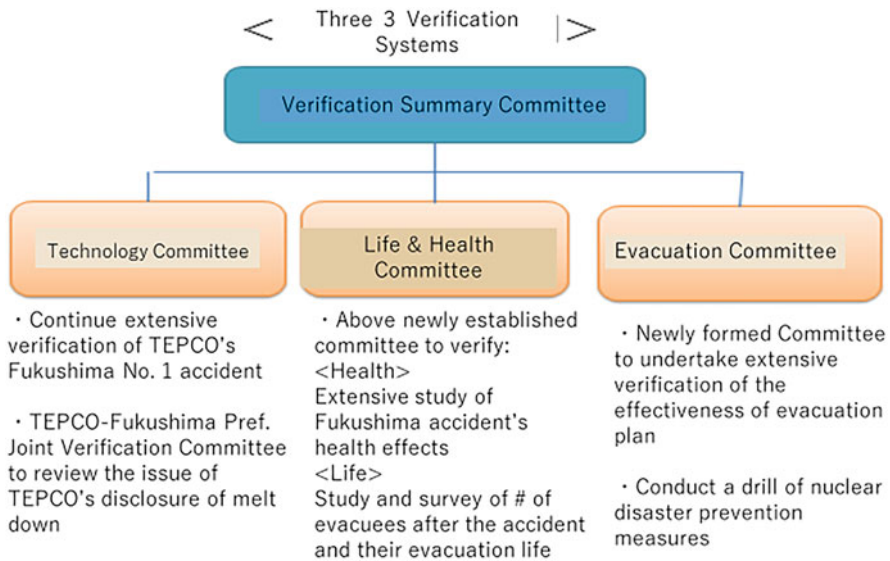 < Three 3 Verification |>
Systems
Verification Summary Committee
Technology Committee
・Continue extensive
verification of TEPCO's
Fukushima No. 1 accident
・TEPCO-Fukushima Pref.
Joint Verification Committee
to review the issue of
TEPCO's disclosure of melt
down
Life & Health
Committee
・Above newly established
committee to verify:
<Health>
Extensive study of
Fukushima accident's
health effects
<Life>
Study and survey of # of
evacuees after the accident
and their evacuation life
Evacuation Committee
・Newly formed Committee
to undertake extensive
verification of the
effectiveness of evacuation
plan
・Conduct a drill of nuclear
disaster prevention
measures